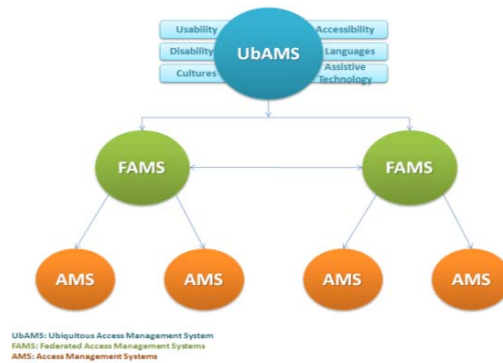 Usability
Accessibility
UbAMS
Disability
Languages
Cultures
Assistive
Technology
FAMS
FAMS
AMS
AMS
AMS
AMS
UbAMS: Ubiquitous Access Management System
FAMS: Federated Access Management Systems
AMS: Access Management Systems